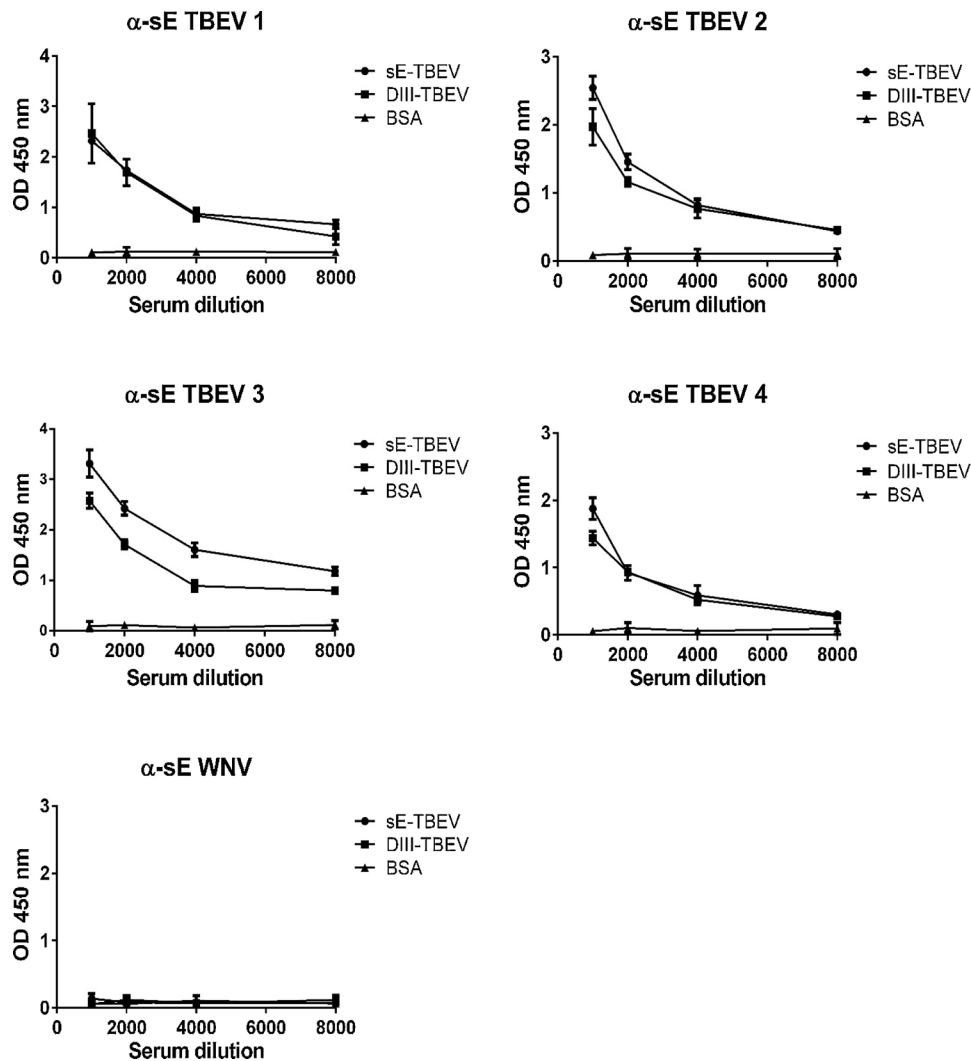 α-sE TBEV 1
4
3
2
1
0
OD 450 nm
0 2000 4000 6000 8000
Serum dilution
sE-TBEV
DIII-TBEV
BSA
α-sE TBEV 2
3
2
1
0
OD 450 nm
0 2000 4000 6000 8000
Serum dilution
sE-TBEV
DIII-TBEV
BSA
α-sE TBEV 3
4
3
2
1
0
OD 450 nm
0 2000 4000 6000 8000
Serum dilution
sE-TBEV
DIII-TBEV
BSA
α-sE TBEV 4
3
2
1
0
OD 450 nm
0 2000 4000 6000 8000
Serum dilution
sE-TBEV
DIII-TBEV
BSA
α-sE WNV
3
2
1
0
OD 450 nm
0 2000 4000 6000 8000
Serum dilution
sE-TBEV
DIII-TBEV
BSA